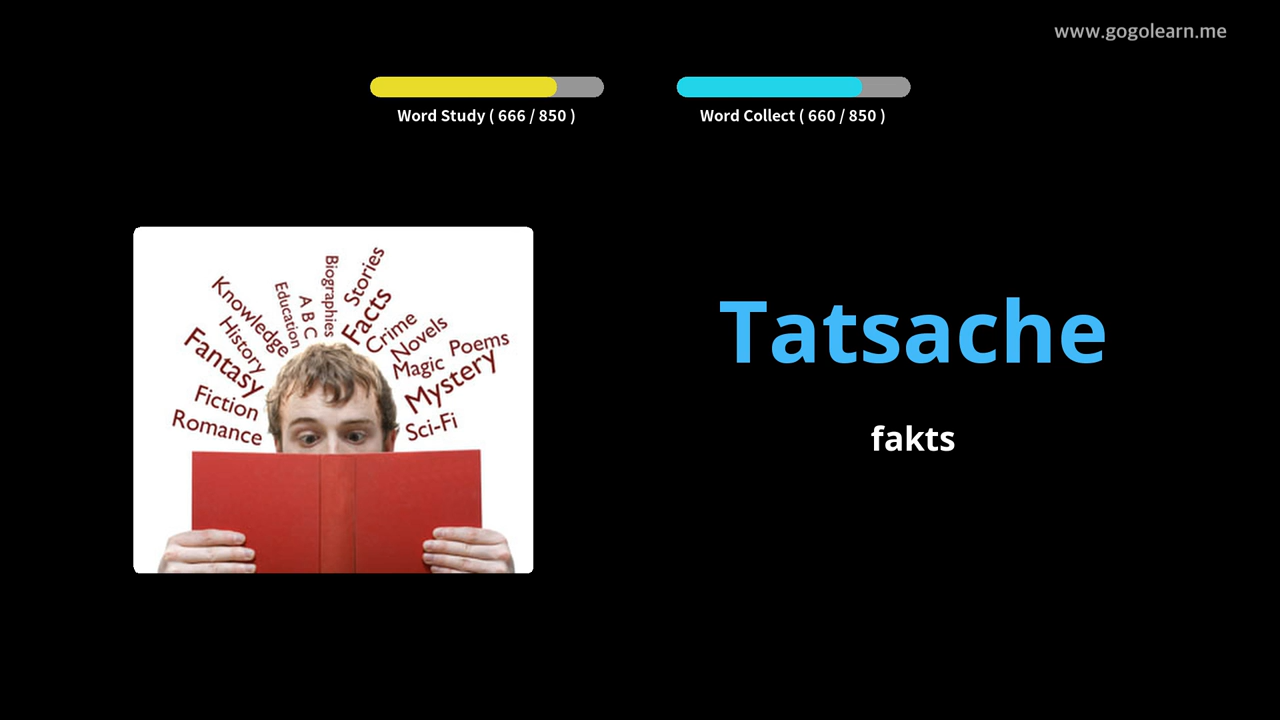 www.gogolearn.me
Word Study ( 666 / 850 )
Word Collect ( 660 / 850 )
Knowledge
History
Fantasy
Fiction
Romance
Education
A B C
Biographies
Stories
Facts
Crime
Novels
Magic
Poems
Mystery
Sci-Fi
Tatsache
fakts